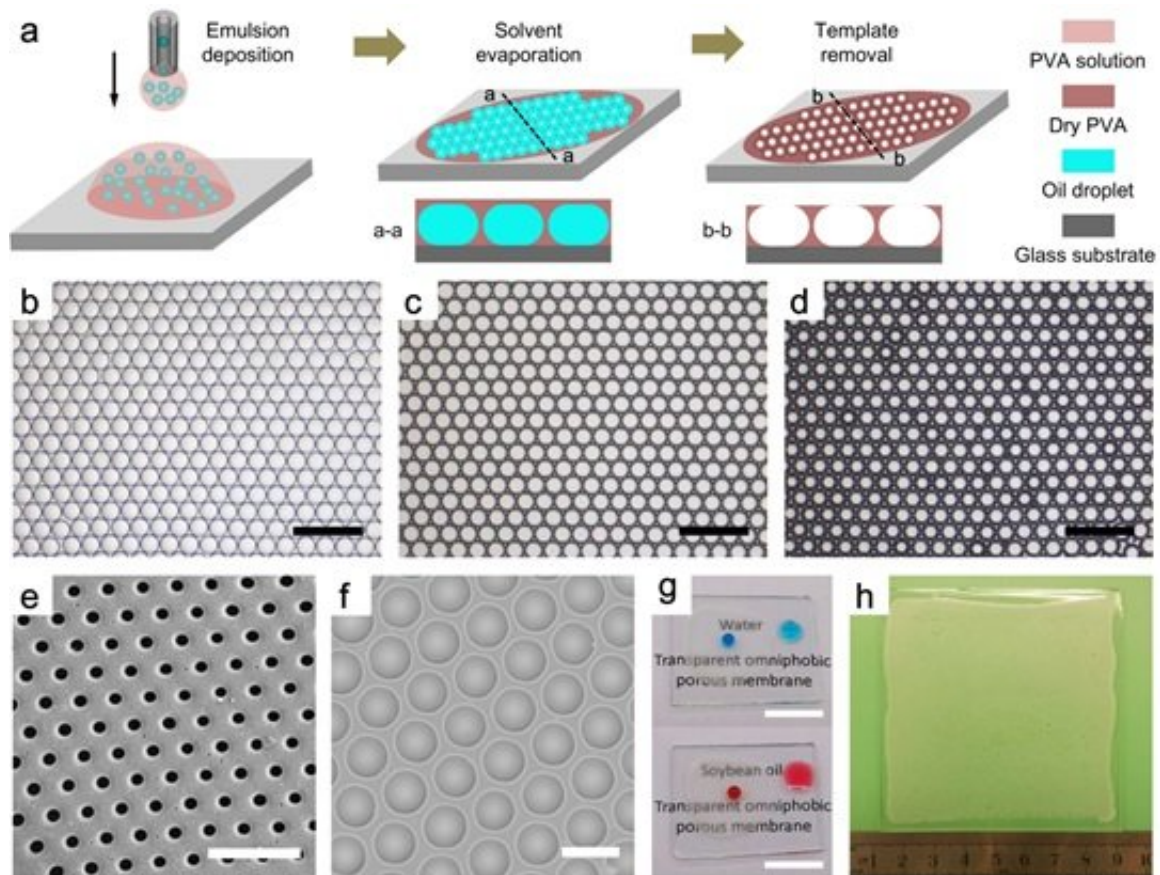 a
Emulsion
deposition
Solvent
evaporation
Template
removal
PVA solution
Dry PVA
Oil droplet
Glass substrate
a
a
a-a
b
b
b-b
b
c
d
e
f
g
h
Water
Transparent omniphobic
porous membrane
Soybean oil
Transparent omniphobic
porous membrane
1 2 3 4 5 6 7 8 9 10